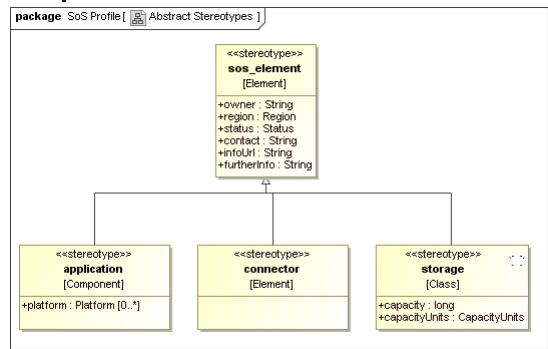 package SoS Profile [ Abstract Stereotypes ]
<<stereotype>>
sos_element
[Element]
+owner : String
+region : Region
+status : Status
+contact : String
+infoUrl : String
+furtherInfo : String
<<stereotype>>
application
[Component]
+platform : Platform [0..*]
<<stereotype>>
connector
[Element]
<<stereotype>>
storage
[Class]
+capacity : long
+capacityUnits : CapacityUnits